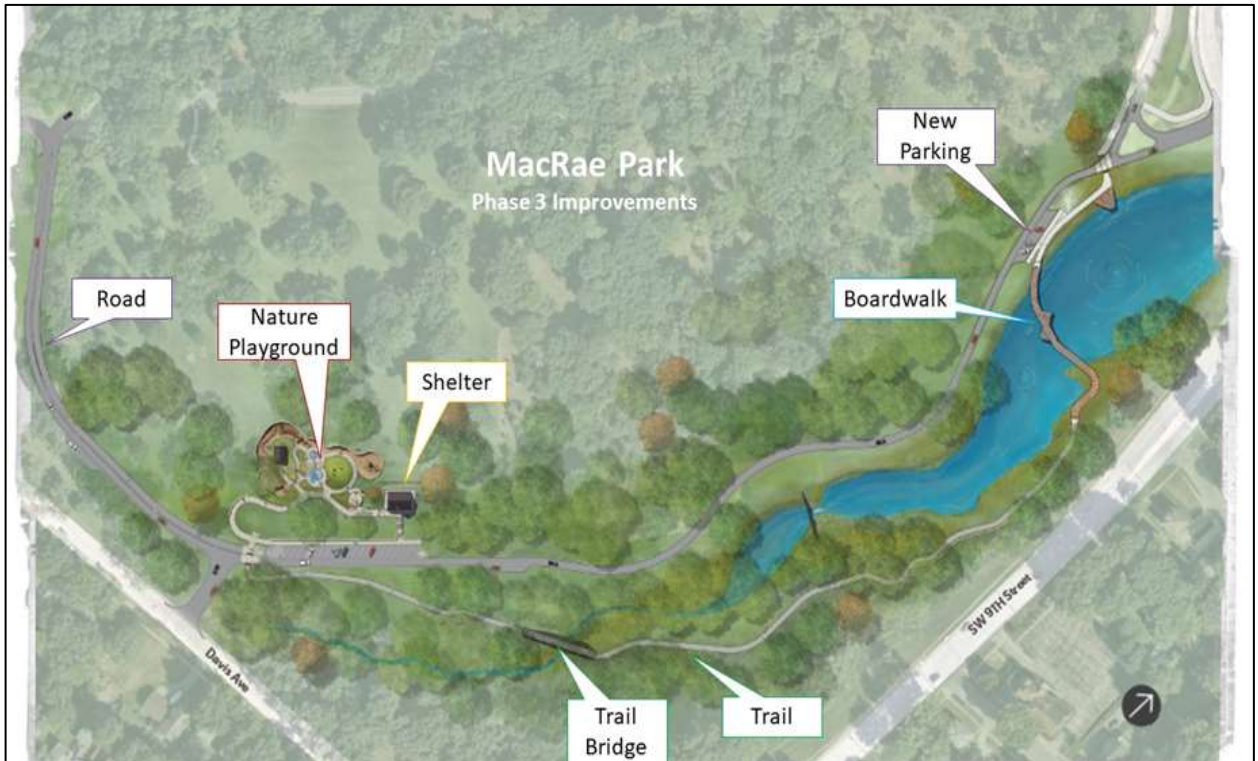 MacRae Park
Phase 3 Improvements
New
Parking
Road
Boardwalk
Nature
Playground
Shelter
SW 9TH Street
Davis Ave
Trail
Bridge
Trail